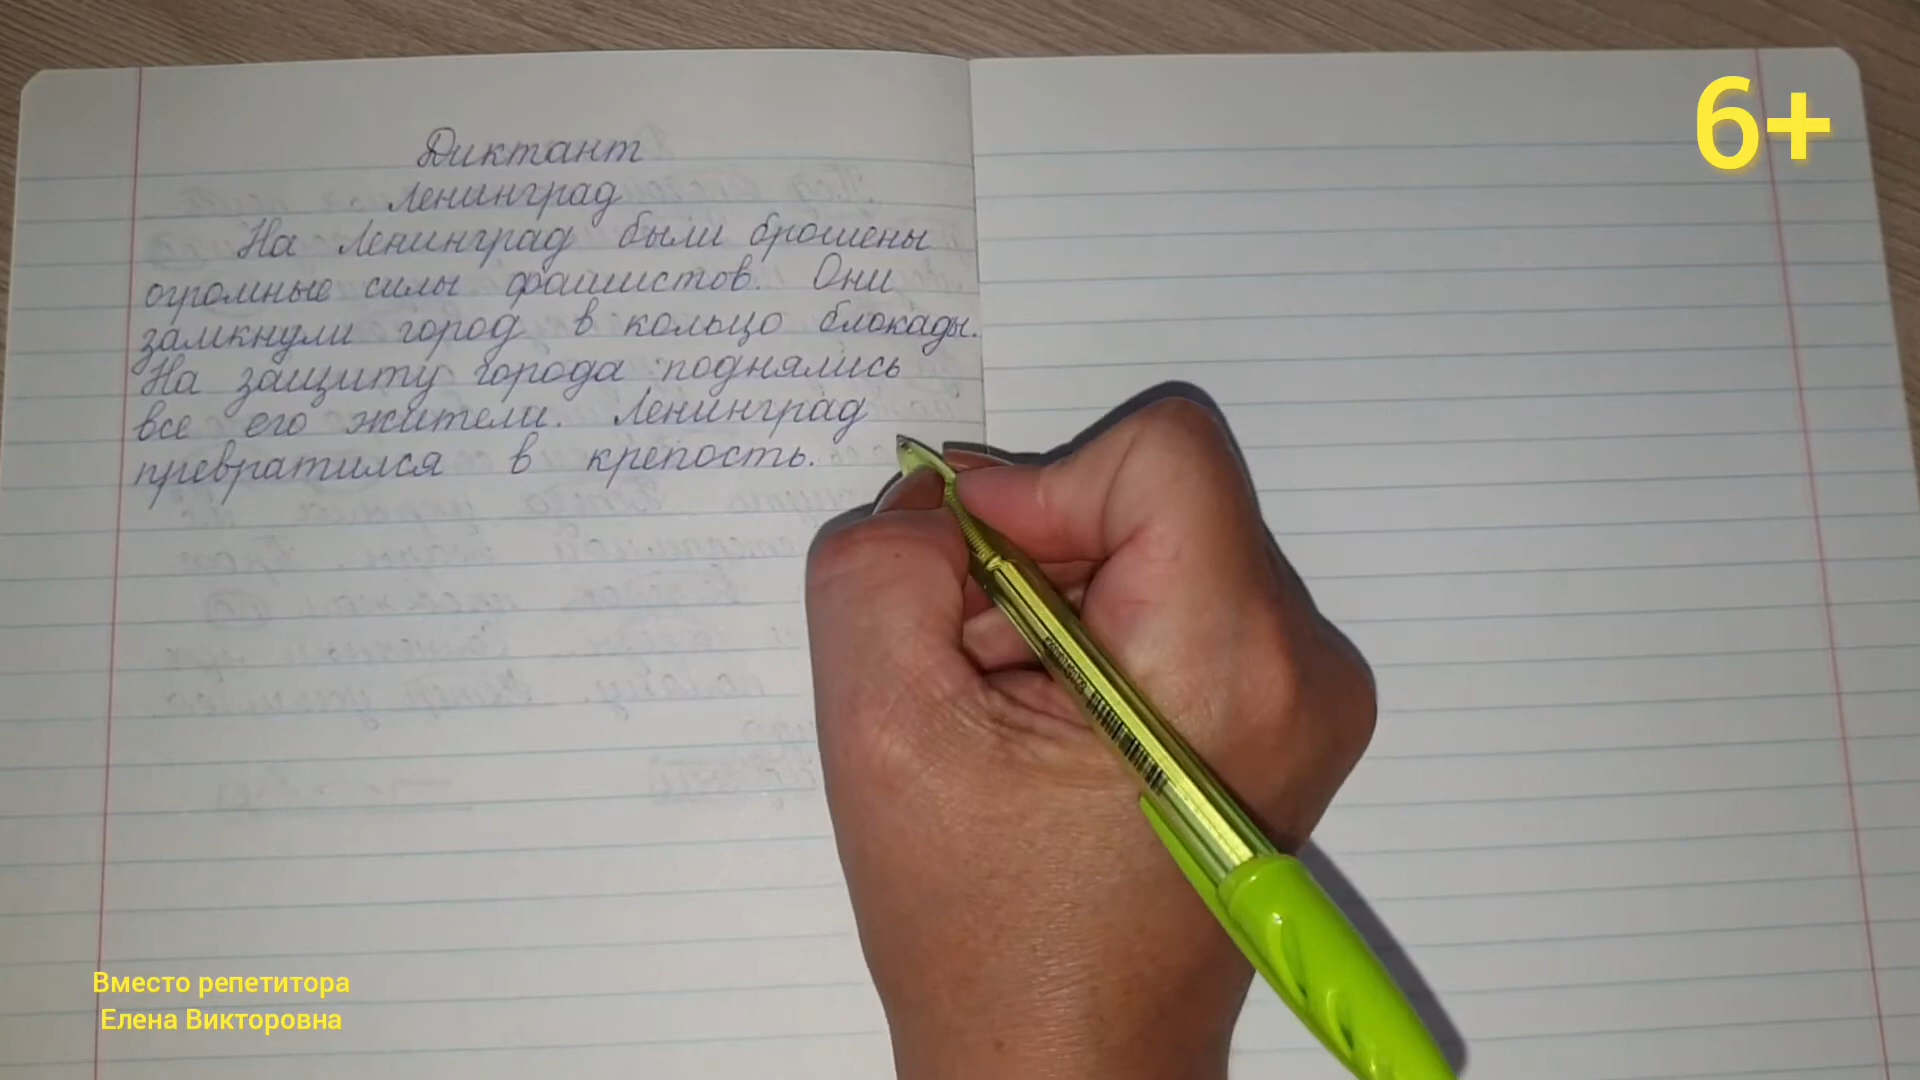 6+
Диктант
Ленинград
На Ленинград были брошены
огромные силы фашистов. Они
замкнули город в кольцо блокады.
На защиту города поднялись
все его жители. Ленинград
превратился в крепость.
Вместо репетитора
Елена Викторовна